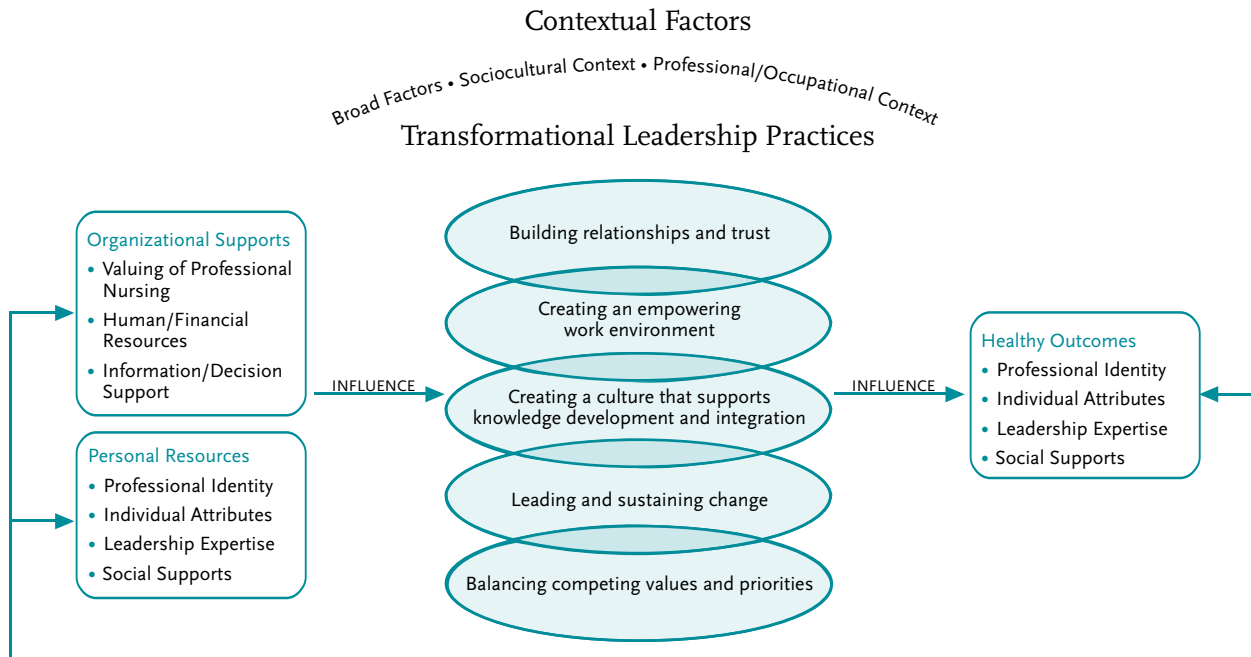 Contextual Factors
Broad Factors • Sociocultural Context • Professional/Occupational Context
Transformational Leadership Practices
Organizational Supports
• Valuing of Professional
Nursing
• Human/Financial
Resources
• Information/Decision
Support
Personal Resources
• Professional Identity
• Individual Attributes
• Leadership Expertise
• Social Supports
INFLUENCE
Building relationships and trust
Creating an empowering
work environment
Creating a culture that supports
knowledge development and integration
Leading and sustaining change
Balancing competing values and priorities
INFLUENCE
Healthy Outcomes
• Professional Identity
• Individual Attributes
• Leadership Expertise
• Social Supports